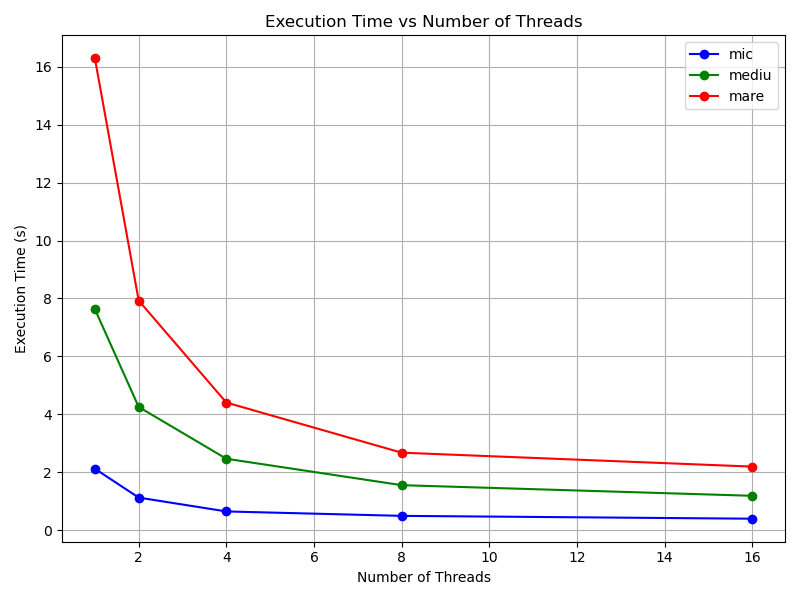 Execution Time vs Number of Threads
mic
mediu
mare
Execution Time (s)
16
14
12
10
8
6
4
2
0
2 4 6 8 10 12 14 16
Number of Threads